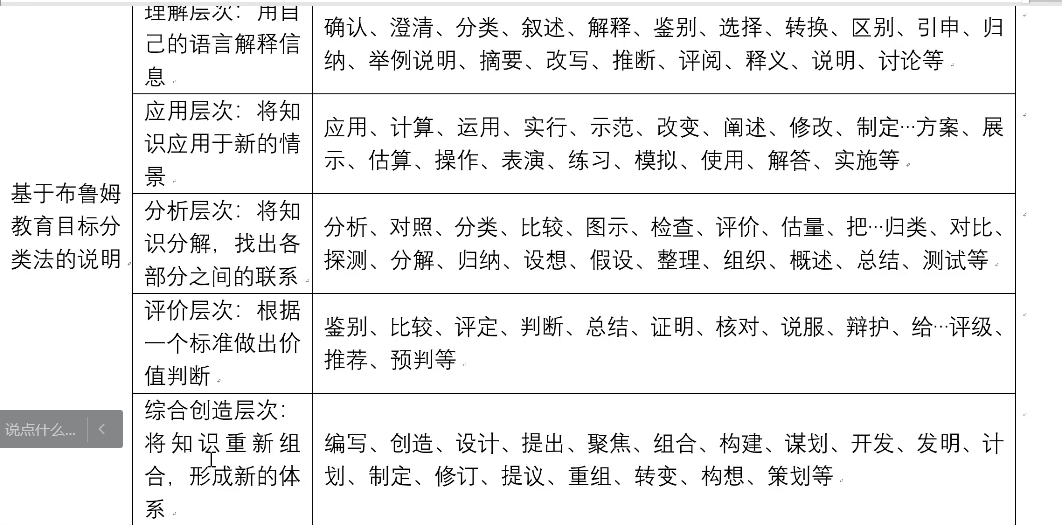 基于布鲁姆
教育目标分
类法的说明
理解层次：用自
己的语言解释信
息
确认、澄清、分类、叙述、解释、鉴别、选择、转换、区别、引申、归
纳、举例说明、摘要、改写、推断、评阅、释义、说明、讨论等
应用层次：将知
识应用于新的情
景
应用、计算、运用、实行、示范、改变、阐述、修改、制定…方案、展
示、估算、操作、表演、练习、模拟、使用、解答、实施等
分析层次：将知
识分解，找出各
部分之间的联系
分析、对照、分类、比较、图示、检查、评价、估量、把…归类、对比、
探测、分解、归纳、设想、假设、整理、组织、概述、总结、测试等
评价层次：根据
一个标准做出价
值判断
鉴别、比较、评定、判断、总结、证明、核对、说服、辩护、给…评级、
推荐、预判等
综合创造层次：
将知识重新组
合，形成新的体
系
编写、创造、设计、提出、聚焦、组合、构建、谋划、开发、发明、计
划、制定、修订、提议、重组、转变、构想、策划等
说点什么...